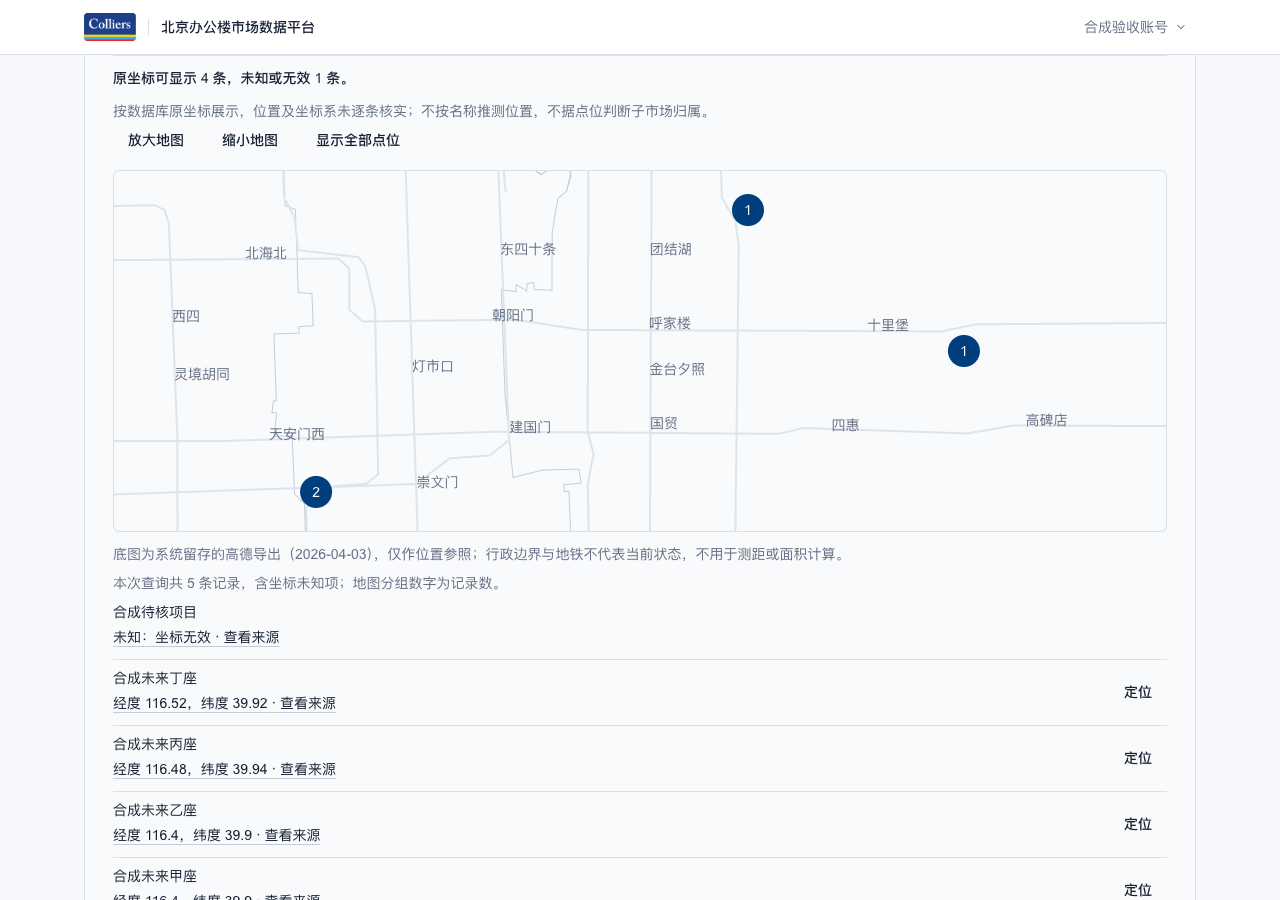 Colliers
北京办公楼市场数据平台
合成验收账号
原坐标可显示 4 条，未知或无效 1 条。
按数据库原坐标展示，位置及坐标系未逐条核实；不按名称推测位置，不据点位判断子市场归属。
放大地图 缩小地图 显示全部点位
1
北海北
东四十条
团结湖
西四
朝阳门
呼家楼
十里堡
1
灵境胡同
灯市口
金台夕照
天安门西
建国门
国贸
四惠
高碑店
2
崇文门
底图为系统留存的高德导出（2026-04-03），仅作位置参照；行政边界与地铁不代表当前状态，不用于测距或面积计算。
本次查询共 5 条记录，含坐标未知项；地图分组数字为记录数。
合成待核项目
未知：坐标无效 · 查看来源
合成未来丁座
经度 116.52，纬度 39.92 · 查看来源
定位
合成未来丙座
经度 116.48，纬度 39.94 · 查看来源
定位
合成未来乙座
经度 116.4，纬度 39.9 · 查看来源
定位
合成未来甲座
经度 116.4，纬度 39.9 · 查看来源
定位